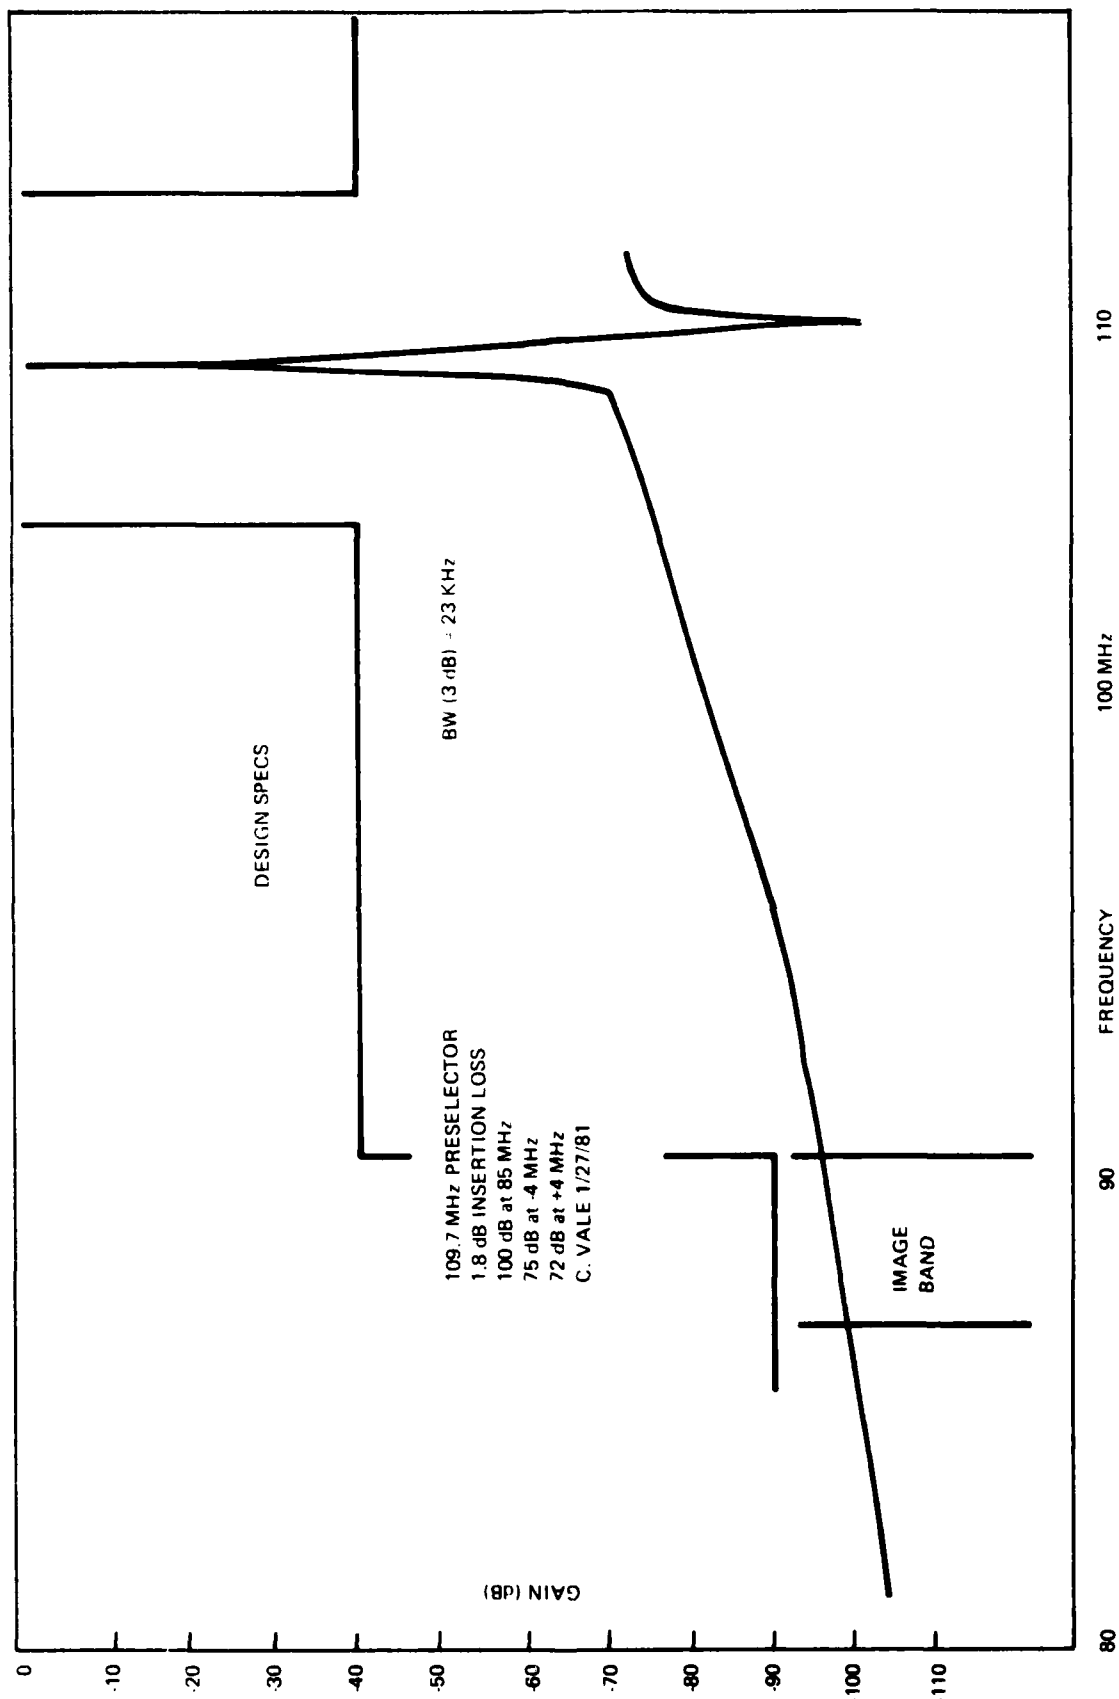 GAIN (dB)
0
-10
-20
-30
-40
-50
-60
-70
-80
-90
-100
-110
DESIGN SPECS
BW (3 dB) = 23 KHz
109.7 MHz PRESELECTOR
1.8 dB INSERTION LOSS
100 dB at 85 MHz
75 dB at -4 MHz
72 dB at +4 MHz
C. VALE 1/27/81
IMAGE
BAND
80
90
100 MHz
110
FREQUENCY